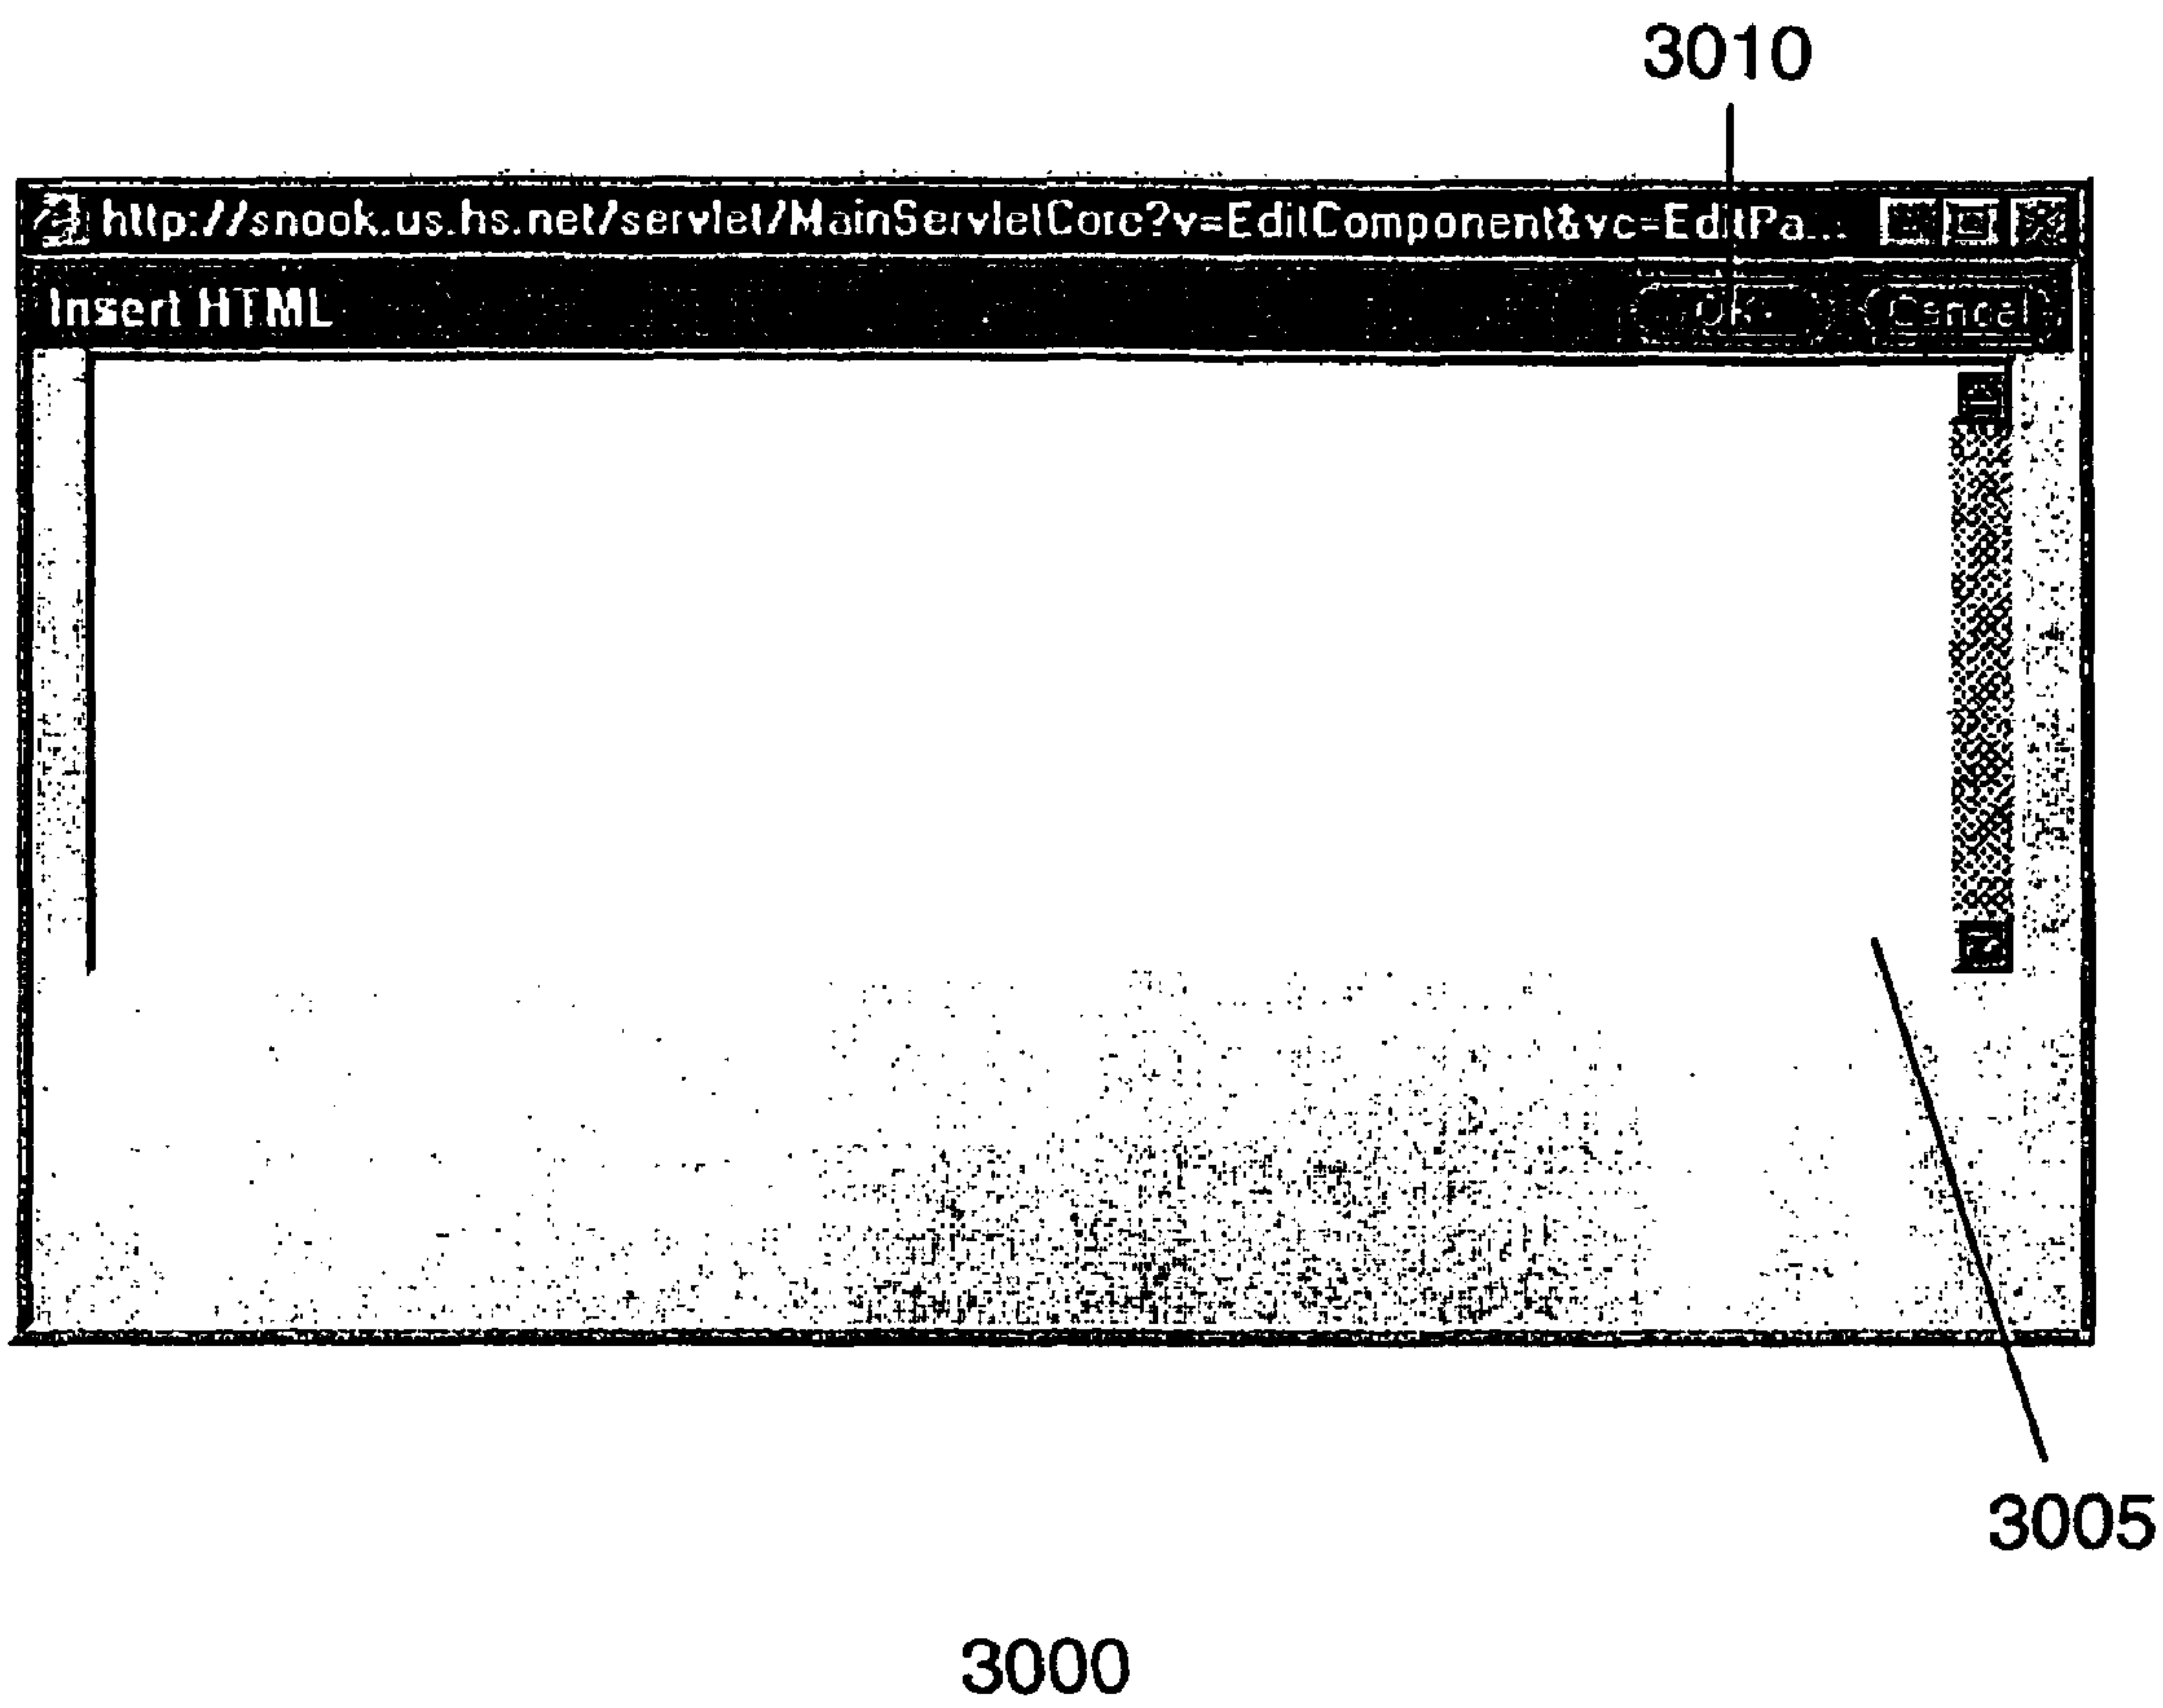 3010
http://snook.us.hs.net/servlet/MainServletCore?v=EditComponent&vc=EditPa...
Insert HTML OK Cancel
3005
3000